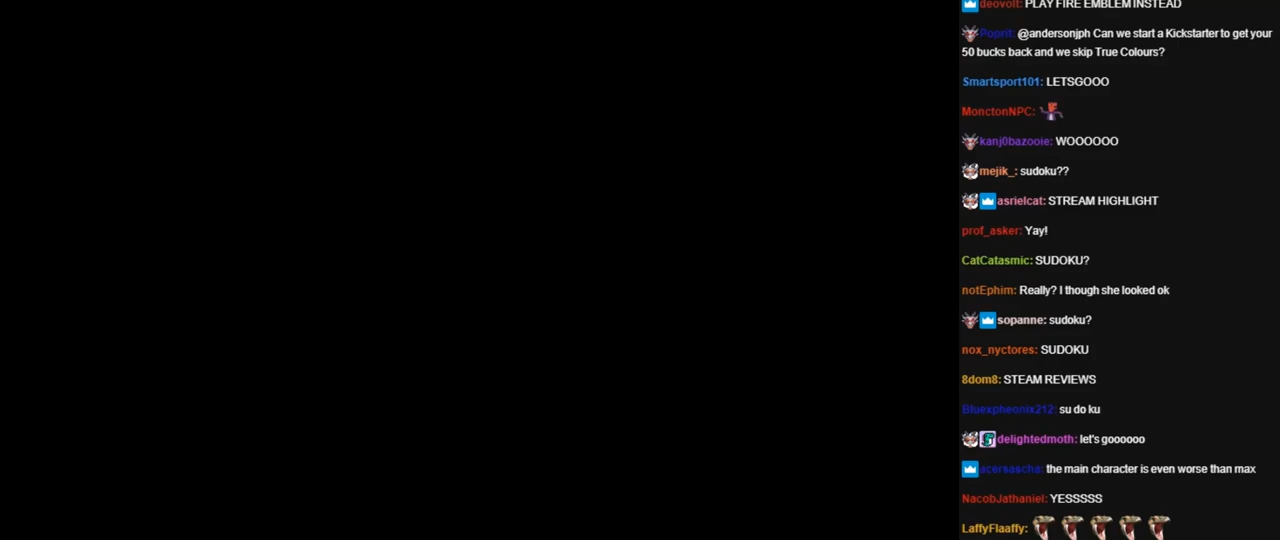 deovolt: PLAY FIRE EMBLEM INSTEAD
Poprit: @andersonjph Can we start a Kickstarter to get your
50 bucks back and we skip True Colours?
Smartsport101: LETSGOOO
MonctonNPC:
kanj0bazooie: WOOOOOO
mejik_: sudoku??
asrielcat: STREAM HIGHLIGHT
prof_asker: Yay!
CatCatasmic: SUDOKU?
notEphim: Really? I though she looked ok
sopanne: sudoku?
nox_nyctores: SUDOKU
8dom8: STEAM REVIEWS
Bluexpheonix212: su do ku
delightedmoth: let's goooooo
acersascha: the main character is even worse than max
NacobJathaniel: YESSSSS
LaffyFlaaffy: